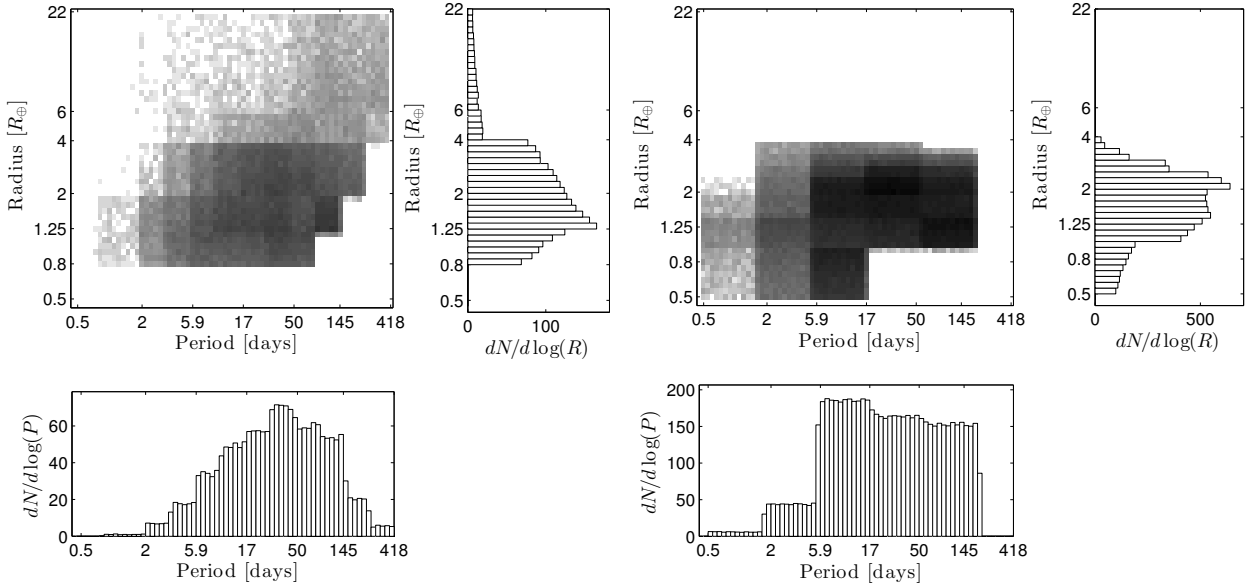 22
6
4
2
1.25
0.8
0.5
Radius [R⊕]
0.5 2 5.9 17 50 145 418
Period [days]
22
6
4
2
1.25
0.8
0.5
Radius [R⊕]
0 100
dN/d log(R)
22
6
4
2
1.25
0.8
0.5
Radius [R⊕]
0.5 2 5.9 17 50 145 418
Period [days]
22
6
4
2
1.25
0.8
0.5
Radius [R⊕]
0 500
dN/d log(R)
60
40
20
0
dN/d log(P)
0.5 2 5.9 17 50 145 418
Period [days]
200
150
100
50
0
dN/d log(P)
0.5 2 5.9 17 50 145 418
Period [days]